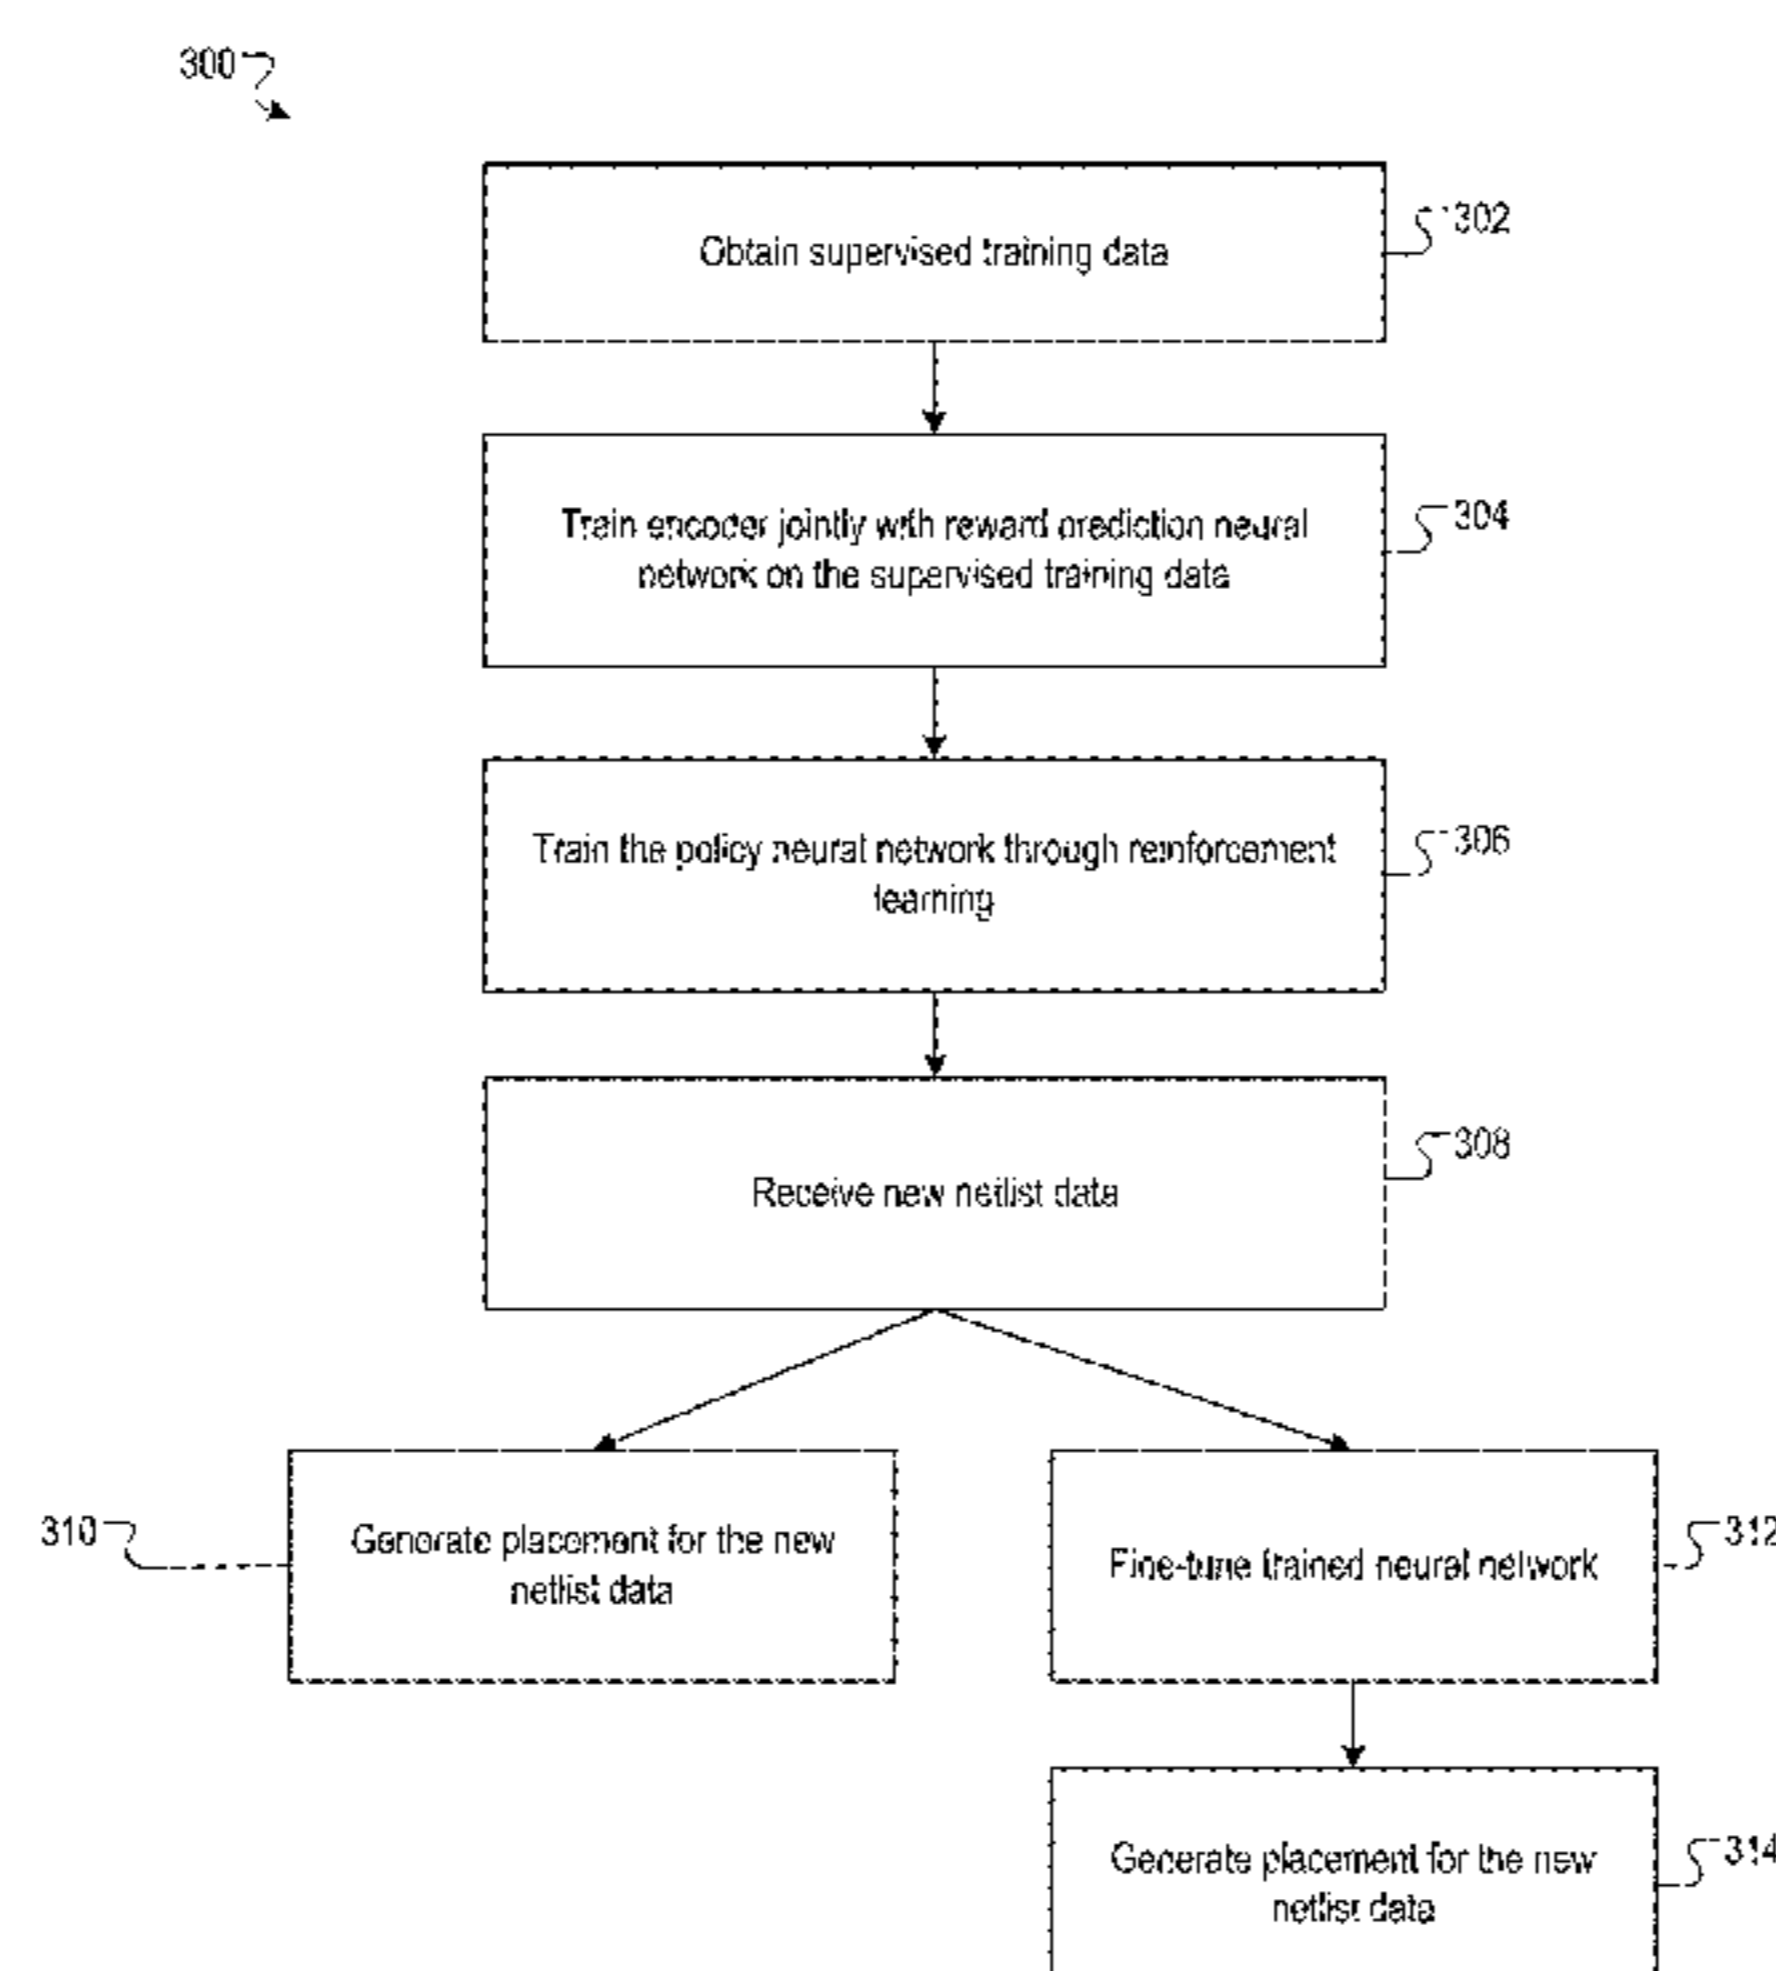 300
Obtain supervised training data
302
Train encoder jointly with reward prediction neural
network on the supervised training data
304
Train the policy neural network through reinforcement
learning
306
Receive new netlist data
308
310
Generate placement for the new
netlist data
Fine-tune trained neural network
312
Generate placement for the new
netlist data
314